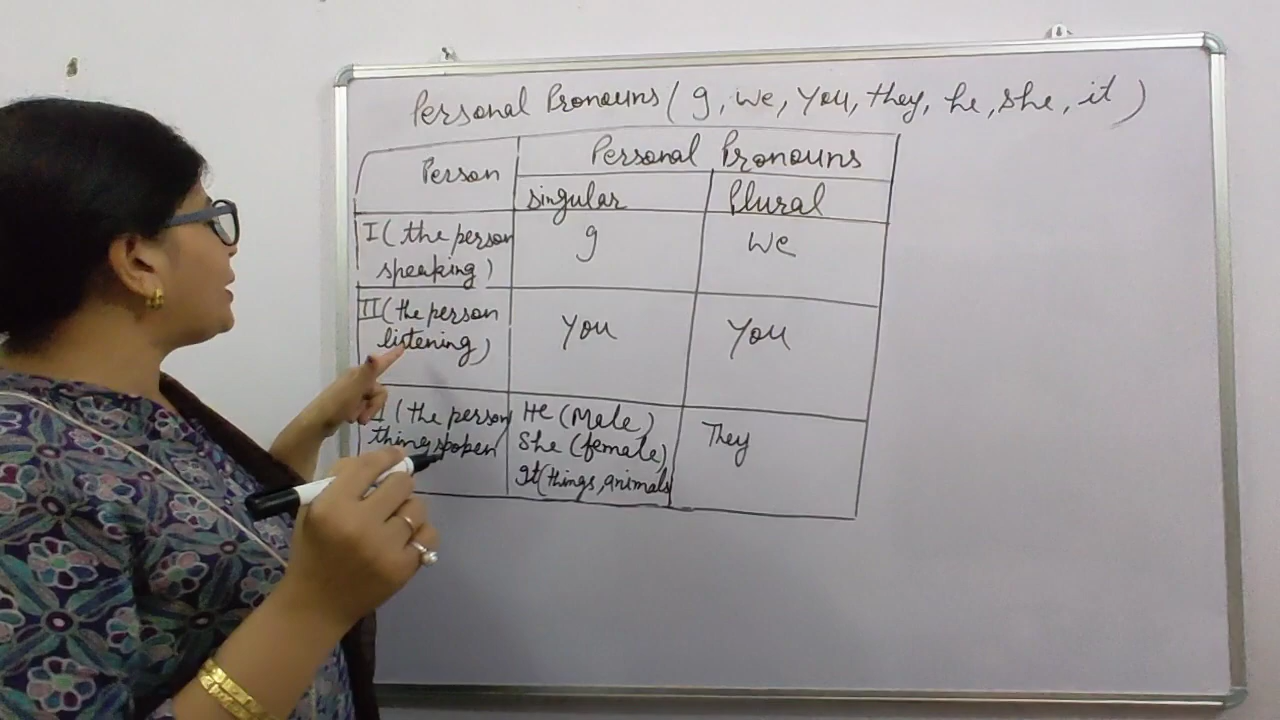 Personal Pronouns ( I, we, you, they, he, she, it )
Person
Personal Pronouns
Singular
Plural
I ( the person
speaking )
I
We
II ( the person
listening )
You
You
I ( the person
thing spoken
He (Male)
She (female)
It (things, animals
They